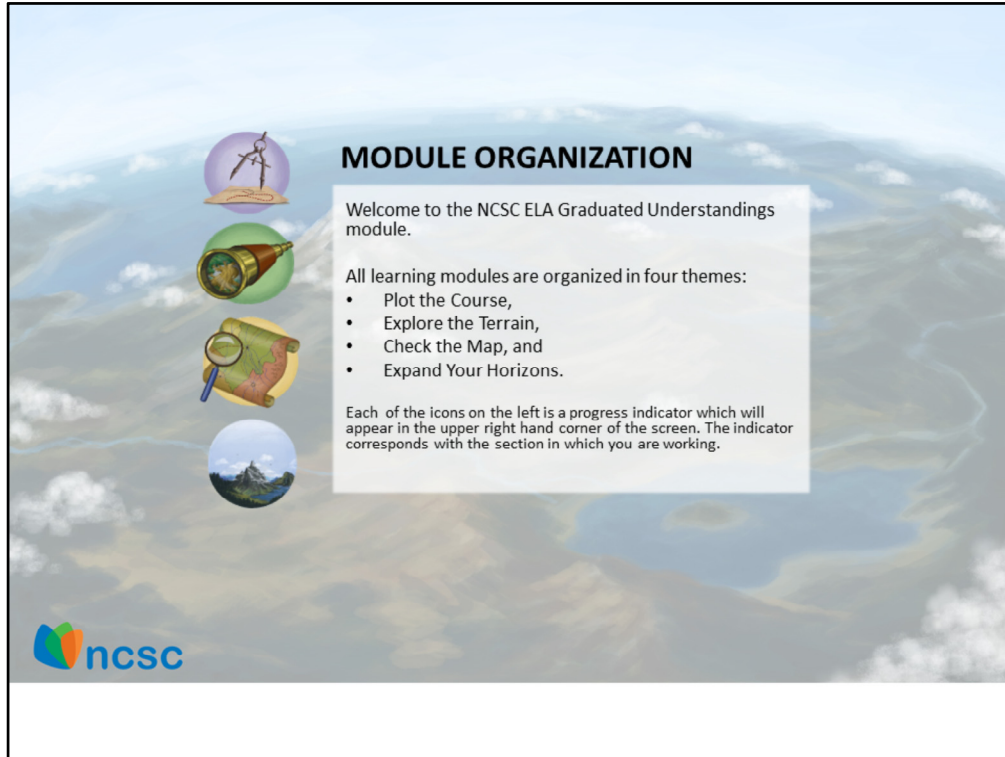 MODULE ORGANIZATION
Welcome to the NCSC ELA Graduated Understandings
module.
All learning modules are organized in four themes:
• Plot the Course,
• Explore the Terrain,
• Check the Map, and
• Expand Your Horizons.
Each of the icons on the left is a progress indicator which will
appear in the upper right hand corner of the screen. The indicator
corresponds with the section in which you are working.
ncsc